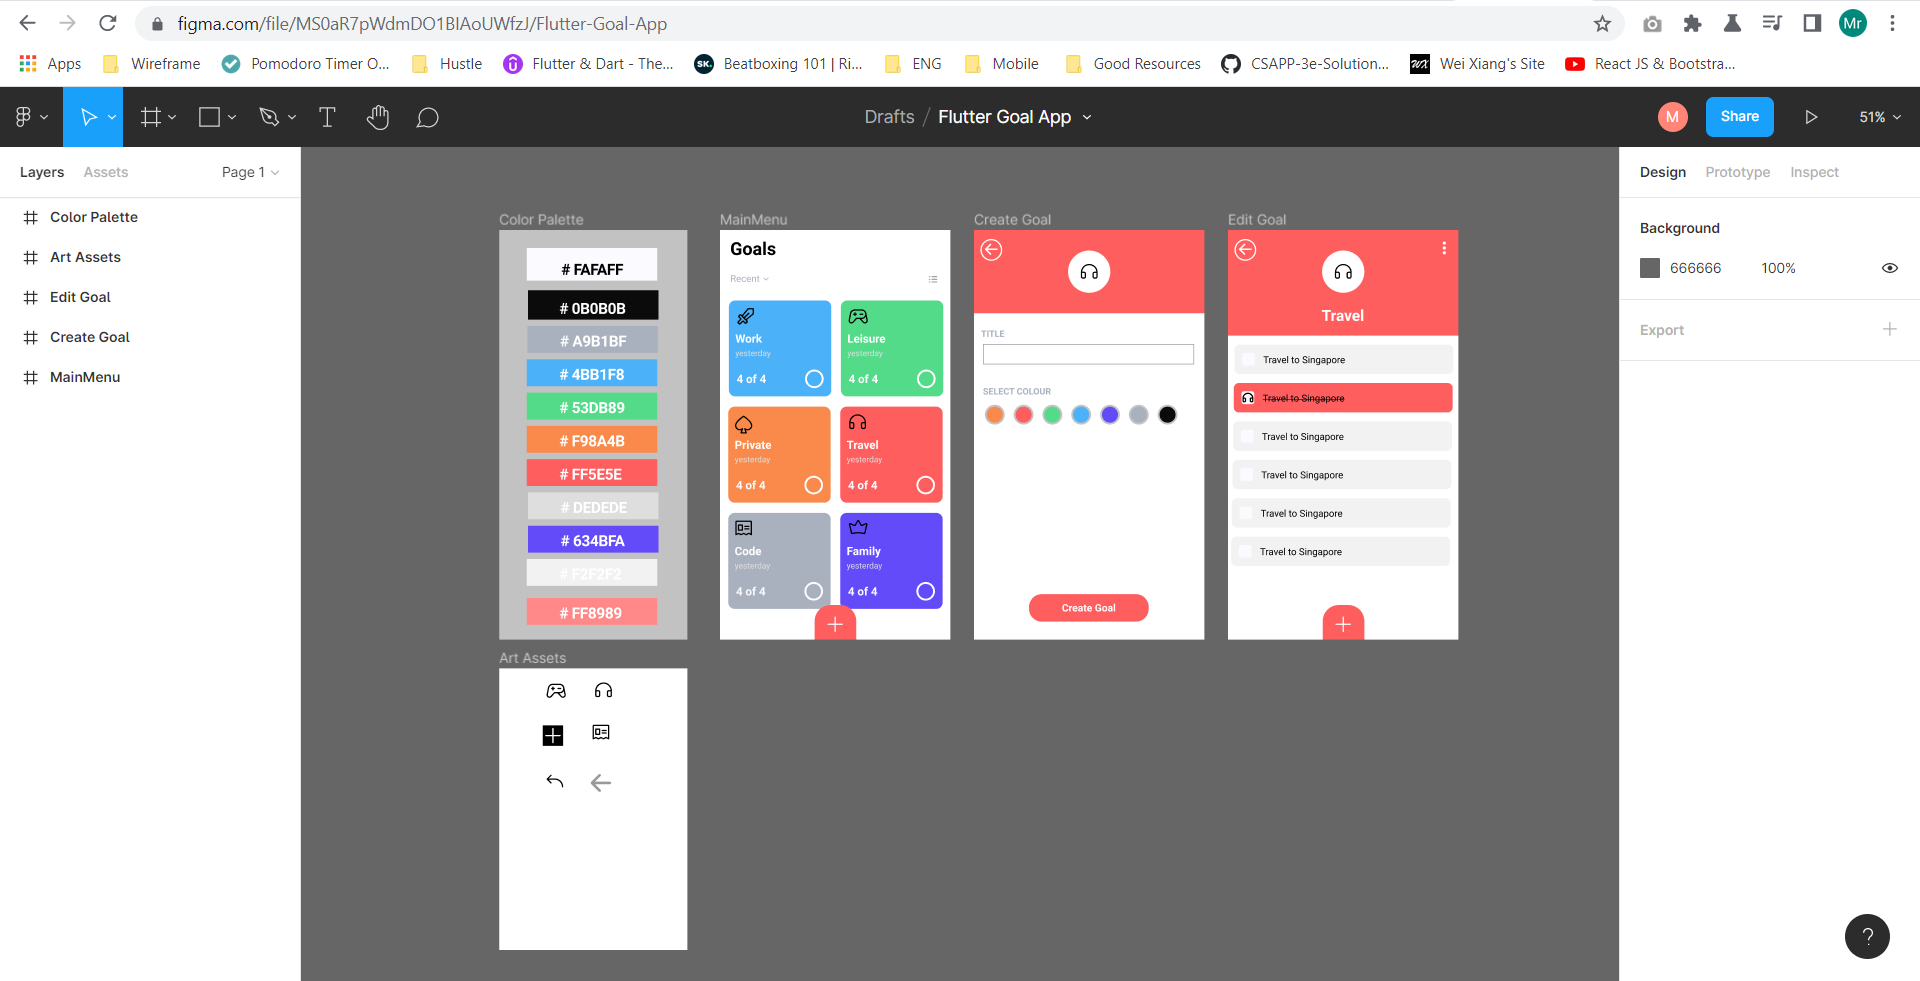 figma.com/file/MS0aR7pWdmDO1BIAoUWfzJ/Flutter-Goal-App
Mr
Apps Wireframe Pomodoro Timer O... Hustle Flutter & Dart - The... SK. Beatboxing 101 | Ri... ENG Mobile Good Resources CSAPP-3e-Solution... WX Wei Xiang's Site React JS & Bootstra...
Drafts / Flutter Goal App
M
Share
51%
Layers Assets Page 1
Color Palette
Art Assets
Edit Goal
Create Goal
MainMenu
Color Palette
# FAFAFF
# 0B0B0B
# A9B1BF
# 4BB1F8
# 53DB89
# F98A4B
# FF5E5E
# DEDEDE
# 634BFA
# F2F2F2
# FF8989
MainMenu
Goals
Recent
Work
yesterday
4 of 4
Leisure
yesterday
4 of 4
Private
yesterday
4 of 4
Travel
yesterday
4 of 4
Code
yesterday
4 of 4
Family
yesterday
4 of 4
Create Goal
TITLE
SELECT COLOUR
Create Goal
Edit Goal
Travel
Travel to Singapore
Travel to Singapore
Travel to Singapore
Travel to Singapore
Travel to Singapore
Travel to Singapore
Art Assets
Design Prototype Inspect
Background
666666 100%
Export
?